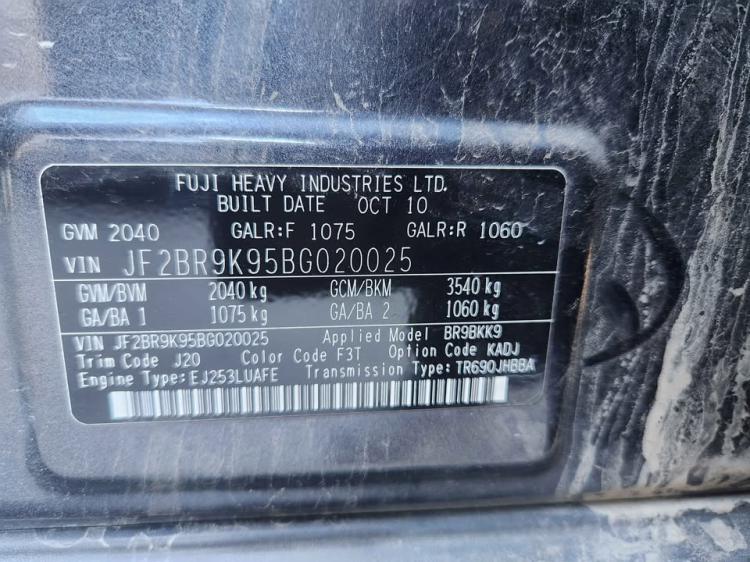 FUJI HEAVY INDUSTRIES LTD.
BUILT DATE OCT 10
GVM 2040 GALR:F 1075 GALR:R 1060
VIN JF2BR9K95BG020025
GVM/BVM 2040 kg GCM/BKM 3540 kg
GA/BA 1 1075 kg GA/BA 2 1060 kg
VIN JF2BR9K95BG020025 Applied Model BR9BKK9
Trim Code J20 Color Code F3T Option Code KADJ
Engine Type:EJ253LUAFE Transmission Type:TR690JHBBA